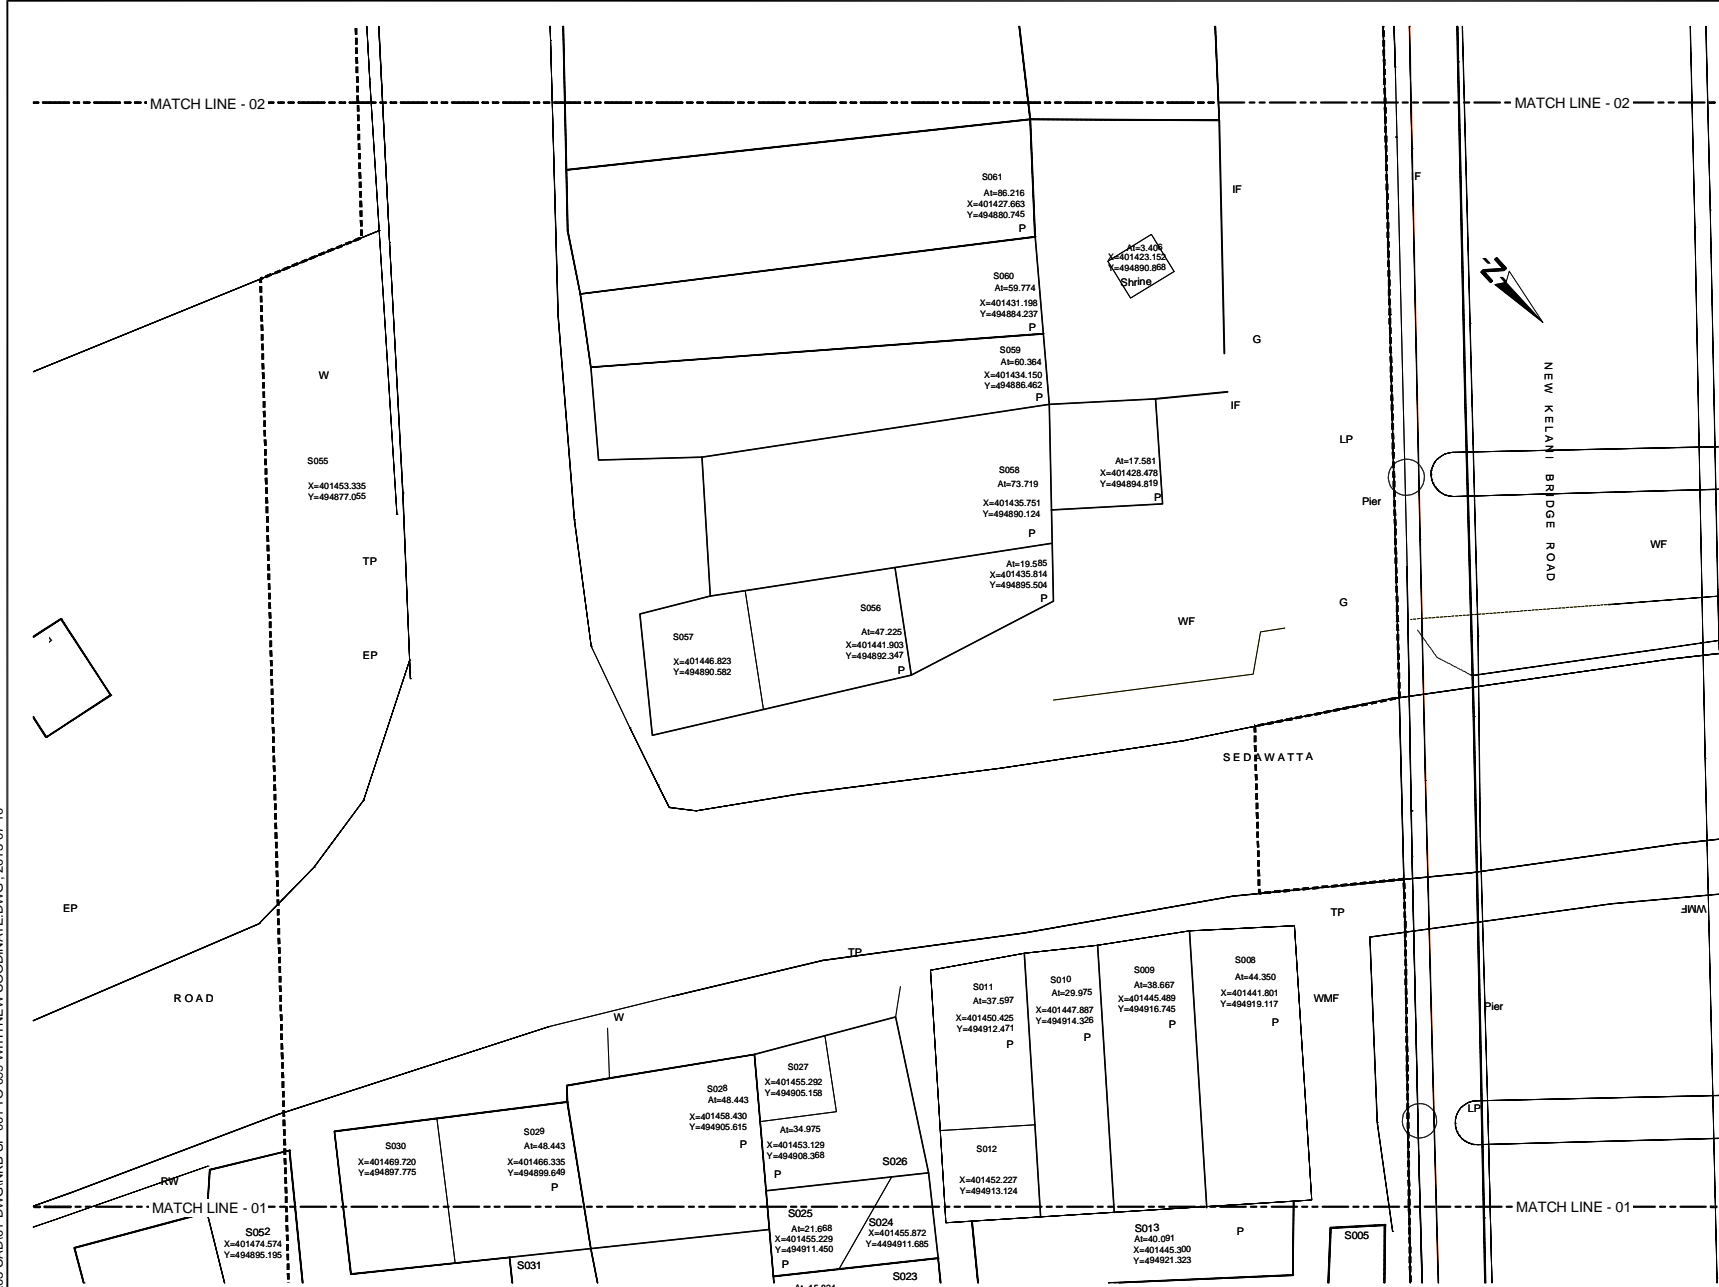 MATCH LINE - 02
MATCH LINE - 02
S061
At=86.216
X=401427.663
Y=494880.745
P
IF
F
At=3.406
X=401423.152
Y=494890.868
Shrine
N
S060
At=59.774
X=401431.198
Y=494884.237
P
G
S059
At=60.364
X=401434.150
Y=494886.462
P
IF
W
NEW KELANI BRIDGE ROAD
LP
S055
X=401453.335
Y=494877.055
S058
At=73.719
X=401435.751
Y=494890.124
P
At=17.581
X=401428.478
Y=494894.819
P
Pier
WF
TP
At=19.585
X=401435.814
Y=494895.504
P
G
S056
At=47.225
X=401441.903
Y=494892.347
P
WF
S057
X=401446.823
Y=494890.582
EP
SEDAWATTA
EP
TP
WMF
TP
ROAD
S011
At=37.597
X=401450.425
Y=494912.471
P
S010
At=29.975
X=401447.887
Y=494914.326
P
S009
At=38.667
X=401445.489
Y=494916.745
P
S008
At=44.350
X=401441.801
Y=494919.117
P
WMF
Pier
W
S027
X=401455.292
Y=494905.158
S028
At=48.443
X=401458.430
Y=494905.615
P
LP
At=34.975
X=401453.129
Y=494908.368
P
S030
X=401469.720
Y=494897.775
S029
At=48.443
X=401466.335
Y=494899.649
P
S026
S012
X=401452.227
Y=494913.124
RW
MATCH LINE - 01
MATCH LINE - 01
S052
X=401474.574
Y=494895.195
S025
At=21.668
X=401455.229
Y=494911.450
P
S024
X=401455.872
Y=4494911.685
S013
At=40.091
X=401445.300
Y=494921.323
P
S005
S031
S023